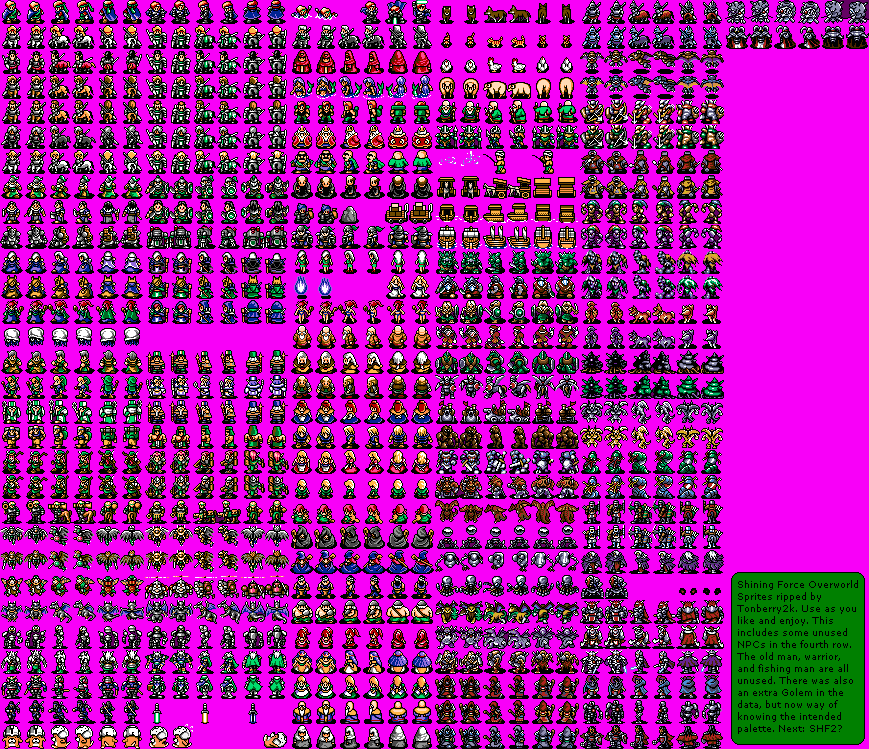 Shining Force Overworld
Sprites ripped by
Tonberry2k. Use as you
like and enjoy. This
includes some unused
NPCs in the fourth row.
The old man, warrior,
and fishing man are all
unused. There was also
an extra Golem in the
data, but now way of
knowing the intended
palette. Next: SHF2?